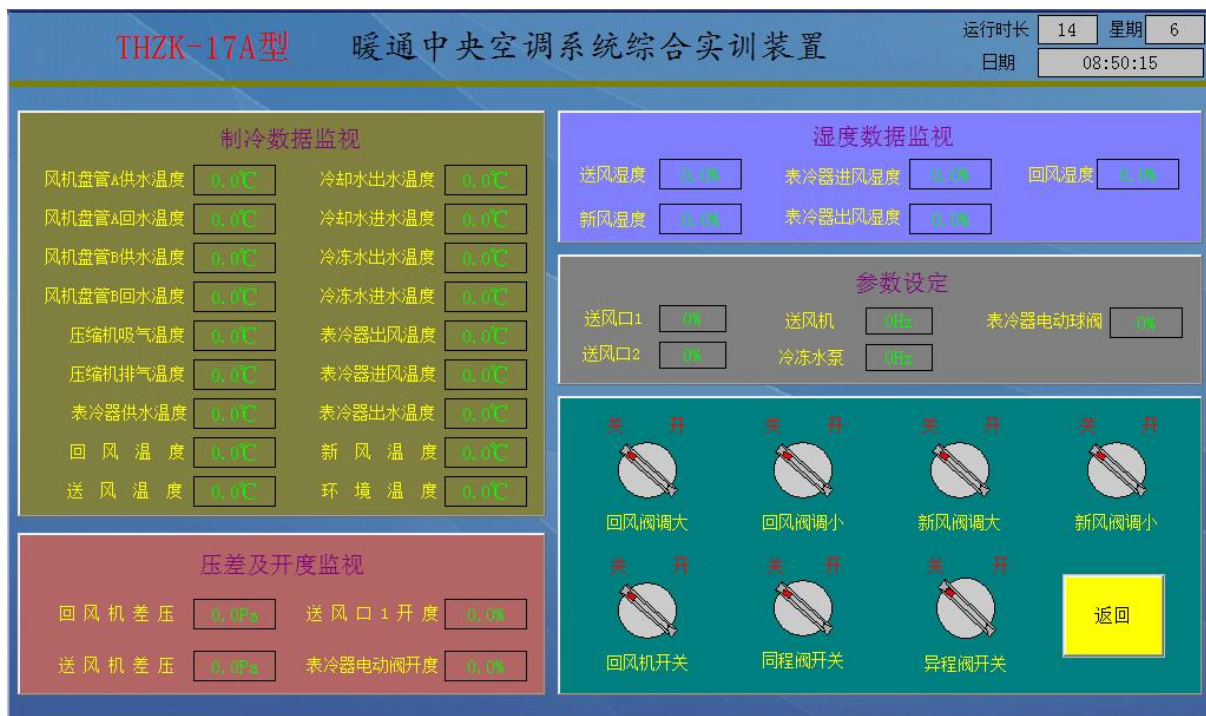 THZK-17A型 暖通中央空调系统综合实训装置
运行时长 14 星期 6
日期 08:50:15
制冷数据监视
风机盘管A供水温度 0.0℃ 冷却水出水温度 0.0℃
风机盘管A回水温度 0.0℃ 冷却水进水温度 0.0℃
风机盘管B供水温度 0.0℃ 冷冻水出水温度 0.0℃
风机盘管B回水温度 0.0℃ 冷冻水进水温度 0.0℃
压缩机吸气温度 0.0℃ 表冷器出风温度 0.0℃
压缩机排气温度 0.0℃ 表冷器进风温度 0.0℃
表冷器供水温度 0.0℃ 表冷器出水温度 0.0℃
回风温度 0.0℃ 新风温度 0.0℃
送风温度 0.0℃ 环境温度 0.0℃
压差及开度监视
回风机差压 0.0Pa 送风口1开度 0.0%
送风机差压 0.0Pa 表冷器电动阀开度 0.0%
湿度数据监视
送风湿度 0.0% 表冷器进风湿度 0.0% 回风湿度 0.0%
新风湿度 0.0% 表冷器出风湿度 0.0%
参数设定
送风口1 0% 送风机 0Hz 表冷器电动球阀 0%
送风口2 0% 冷冻水泵 0Hz
关 开 关 开 关 开 关 开
回风阀调大 回风阀调小 新风阀调大 新风阀调小
关 开 关 开 关 开
回风机开关 同程阀开关 异程阀开关 返回